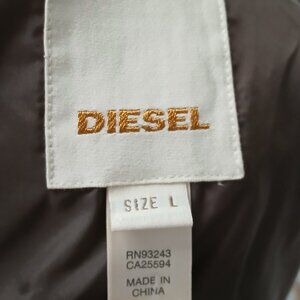 DIESEL
SIZE L
RN93243
CA25594
MADE IN
CHINA